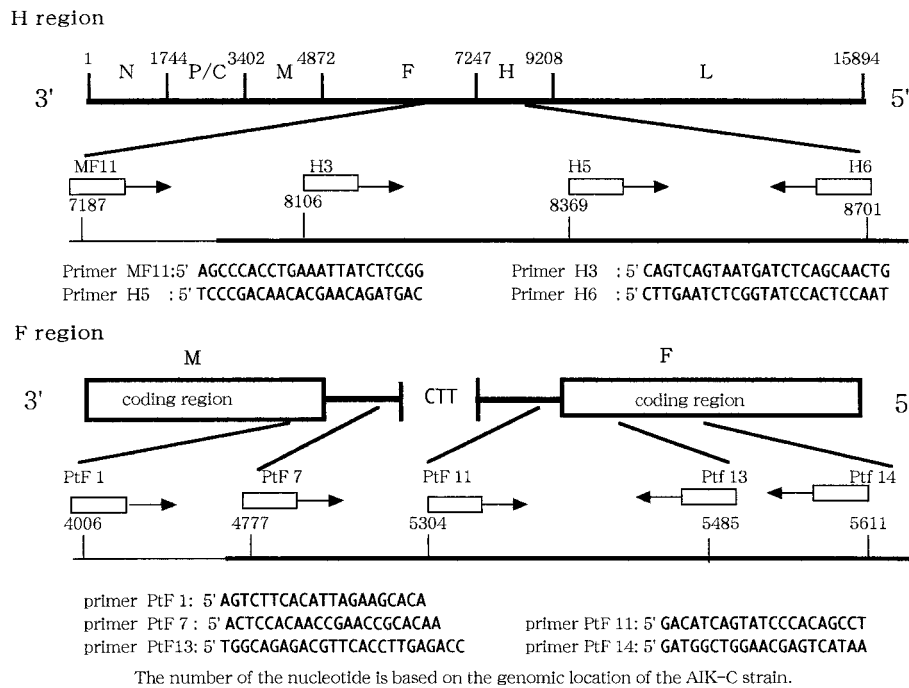 H region
1 1744 3402 4872 7247 9208 15894
N P/C M F H L
3' 5'
MF11 H3 H5 H6
7187 8106 8369 8701
Primer MF11:5' AGCCCACCTGAAATTATCTCCGG Primer H3 : 5' CAGTCAGTAATGATCTCAGCAACTG
Primer H5 : 5' TCCCGACAACACGAACAGATGAC Primer H6 : 5' CTTGAATCTCGGTATCCACTCCAAT
F region
M F
3' coding region CTT coding region 5
PtF 1 PtF 7 PtF 11 Ptf 13 Ptf 14
4006 4777 5304 5485 5611
primer PtF 1: 5' AGTCTTCACATTAGAAGCACA
primer PtF 7 : 5' ACTCCACAACCGAACCGCACAA primer PtF 11: 5' GACATCAGTATCCCACAGCCT
primer PtF13: 5' TGGCAGAGACGTTCACCTTGAGACC primer PtF 14: 5' GATGGCTGGAACGAGTCATAA
The number of the nucleotide is based on the genomic location of the AIK-C strain.